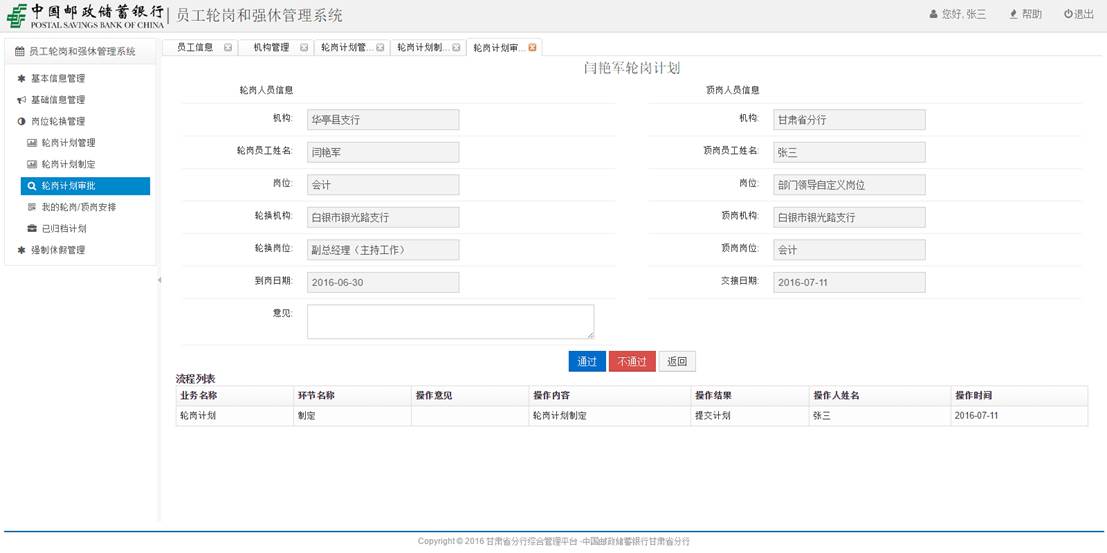 中国邮政储蓄银行
POSTAL SAVINGS BANK OF CHINA
员工轮岗和强休管理系统
您好, 张三 帮助 退出
员工轮岗和强休管理系统
基本信息管理
基础信息管理
岗位轮换管理
轮岗计划管理
轮岗计划制定
轮岗计划审批
我的轮岗/顶岗安排
已归档计划
强制休假管理
员工信息 机构管理 轮岗计划管... 轮岗计划制... 轮岗计划审...
闫艳军轮岗计划
轮岗人员信息 顶岗人员信息
机构: 华亭县支行 机构: 甘肃省分行
轮岗员工姓名: 闫艳军 顶岗员工姓名: 张三
岗位: 会计 岗位: 部门领导自定义岗位
轮换机构: 白银市银光路支行 顶岗机构: 白银市银光路支行
轮换岗位: 副总经理（主持工作） 顶岗岗位: 会计
到岗日期: 2016-06-30 交接日期: 2016-07-11
意见:
通过 不通过 返回
流程列表
业务名称 环节名称 操作意见 操作内容 操作结果 操作人姓名 操作时间
轮岗计划 制定 轮岗计划制定 提交计划 张三 2016-07-11
Copyright © 2016 甘肃省分行综合管理平台 -中国邮政储蓄银行甘肃省分行